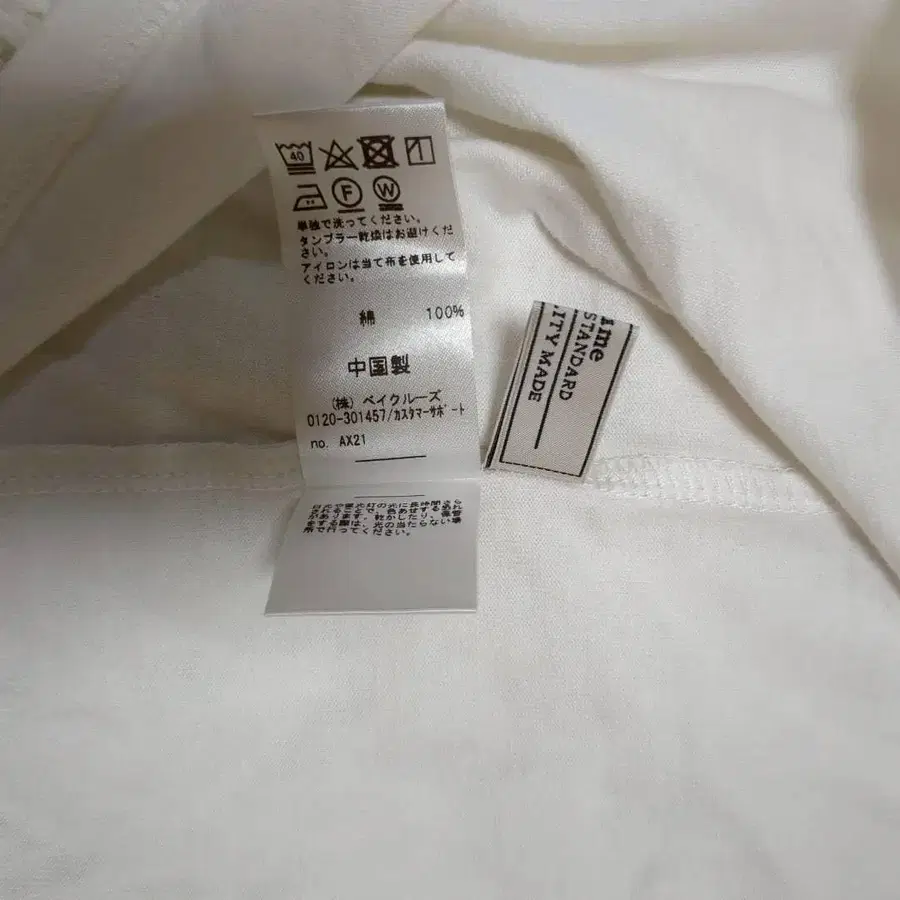 40
F W
単独で洗ってください。
タンブラー乾燥はお避けくだ
さい。
アイロンは当て布を使用して
ください。
綿 100%
中国製
(株) ベイクルーズ
0120-301457/カスタマーサポート
no. AX21
ime
STANDARD
LITY MADE